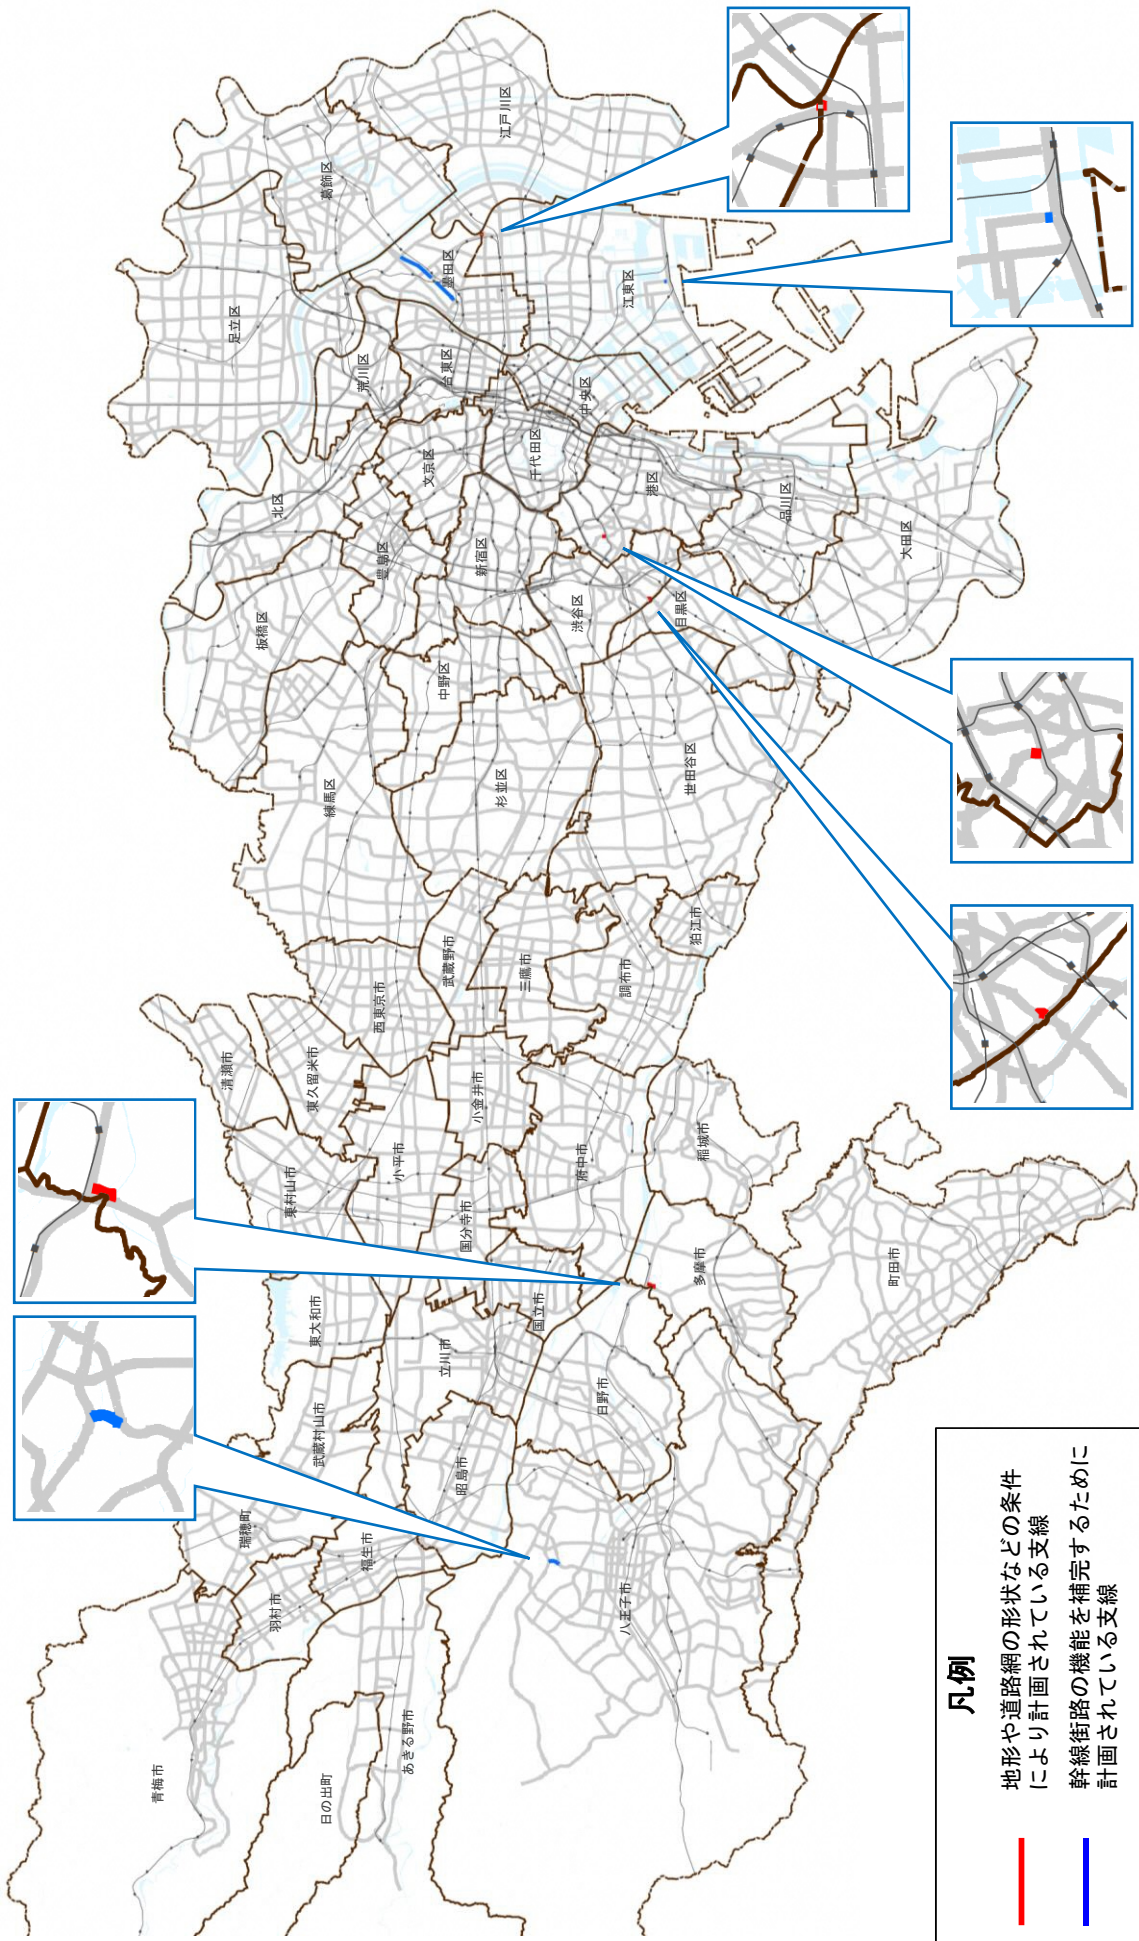 青梅市
日の出町
あきる野市
羽村市
瑞穂町
福生市
武蔵村山市
昭島市
八王子市
東大和市
立川市
国立市
日野市
多摩市
町田市
東村山市
小平市
国分寺市
府中市
稲城市
清瀬市
東久留米市
小金井市
西東京市
武蔵野市
三鷹市
調布市
狛江市
練馬区
杉並区
世田谷区
板橋区
中野区
豊島区
新宿区
渋谷区
目黒区
北区
文京区
千代田区
港区
品川区
大田区
足立区
荒川区
台東区
中央区
葛飾区
墨田区
江東区
江戸川区
凡例
地形や道路網の形状などの条件
により計画されている支線
幹線街路の機能を補完するために
計画されている支線